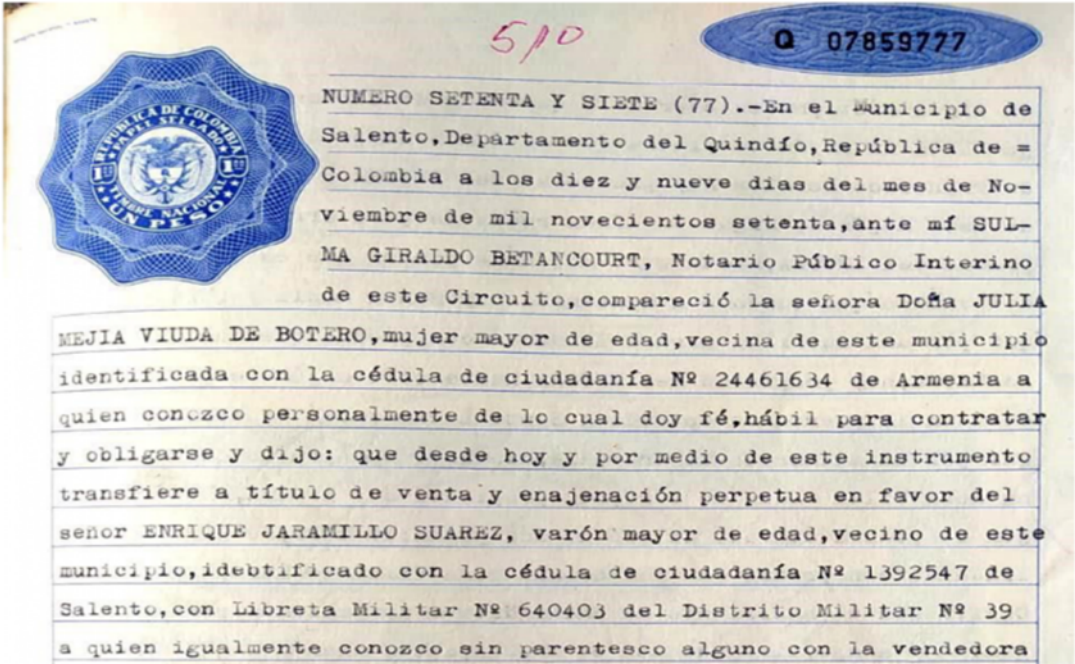 510
Q 07859777
REPUBLICA DE COLOMBIA
PAPEL SELLADO
1 1
TIMBRE NACIONAL
UN PESO
NUMERO SETENTA Y SIETE (77).-En el Municipio de
Salento,Departamento del Quindío,República de =
Colombia a los diez y nueve dias del mes de No-
viembre de mil novecientos setenta,ante mí SUL-
MA GIRALDO BETANCOURT, Notario Público Interino
de este Circuito,compareció la señora Doña JULIA
MEJIA VIUDA DE BOTERO,mujer mayor de edad,vecina de este municipio
identificada con la cédula de ciudadanía Nº 24461634 de Armenia a
quien conozco personalmente de lo cual doy fé,hábil para contratar
y obligarse y dijo: que desde hoy y por medio de este instrumento
transfiere a título de venta y enajenación perpetua en favor del
señor ENRIQUE JARAMILLO SUAREZ, varón mayor de edad,vecino de este
municipio,idebtificado con la cédula de ciudadanía Nº 1392547 de
Salento,con Libreta Militar Nº 640403 del Distrito Militar Nº 39
a quien igualmente conozco sin parentesco alguno con la vendedora